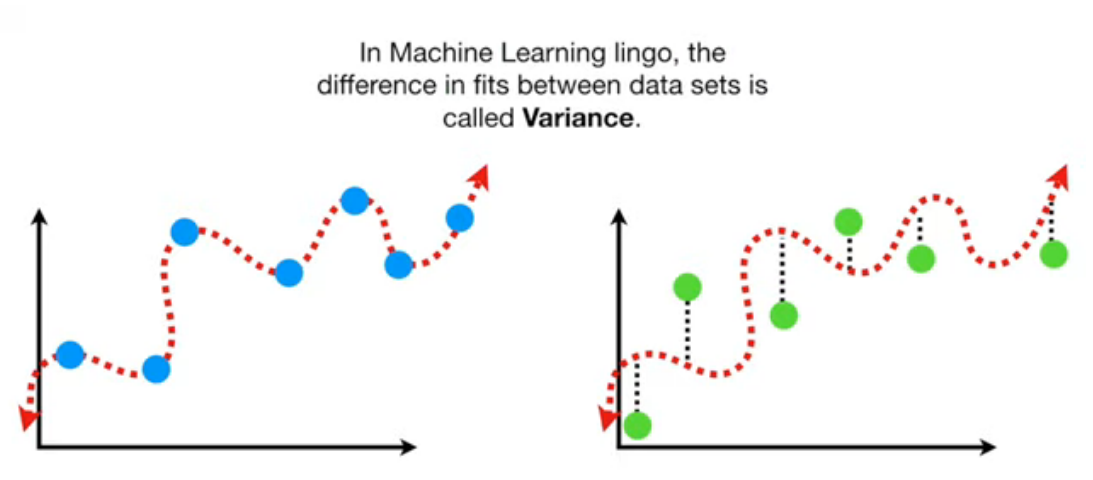 In Machine Learning lingo, the
difference in fits between data sets is
called Variance.